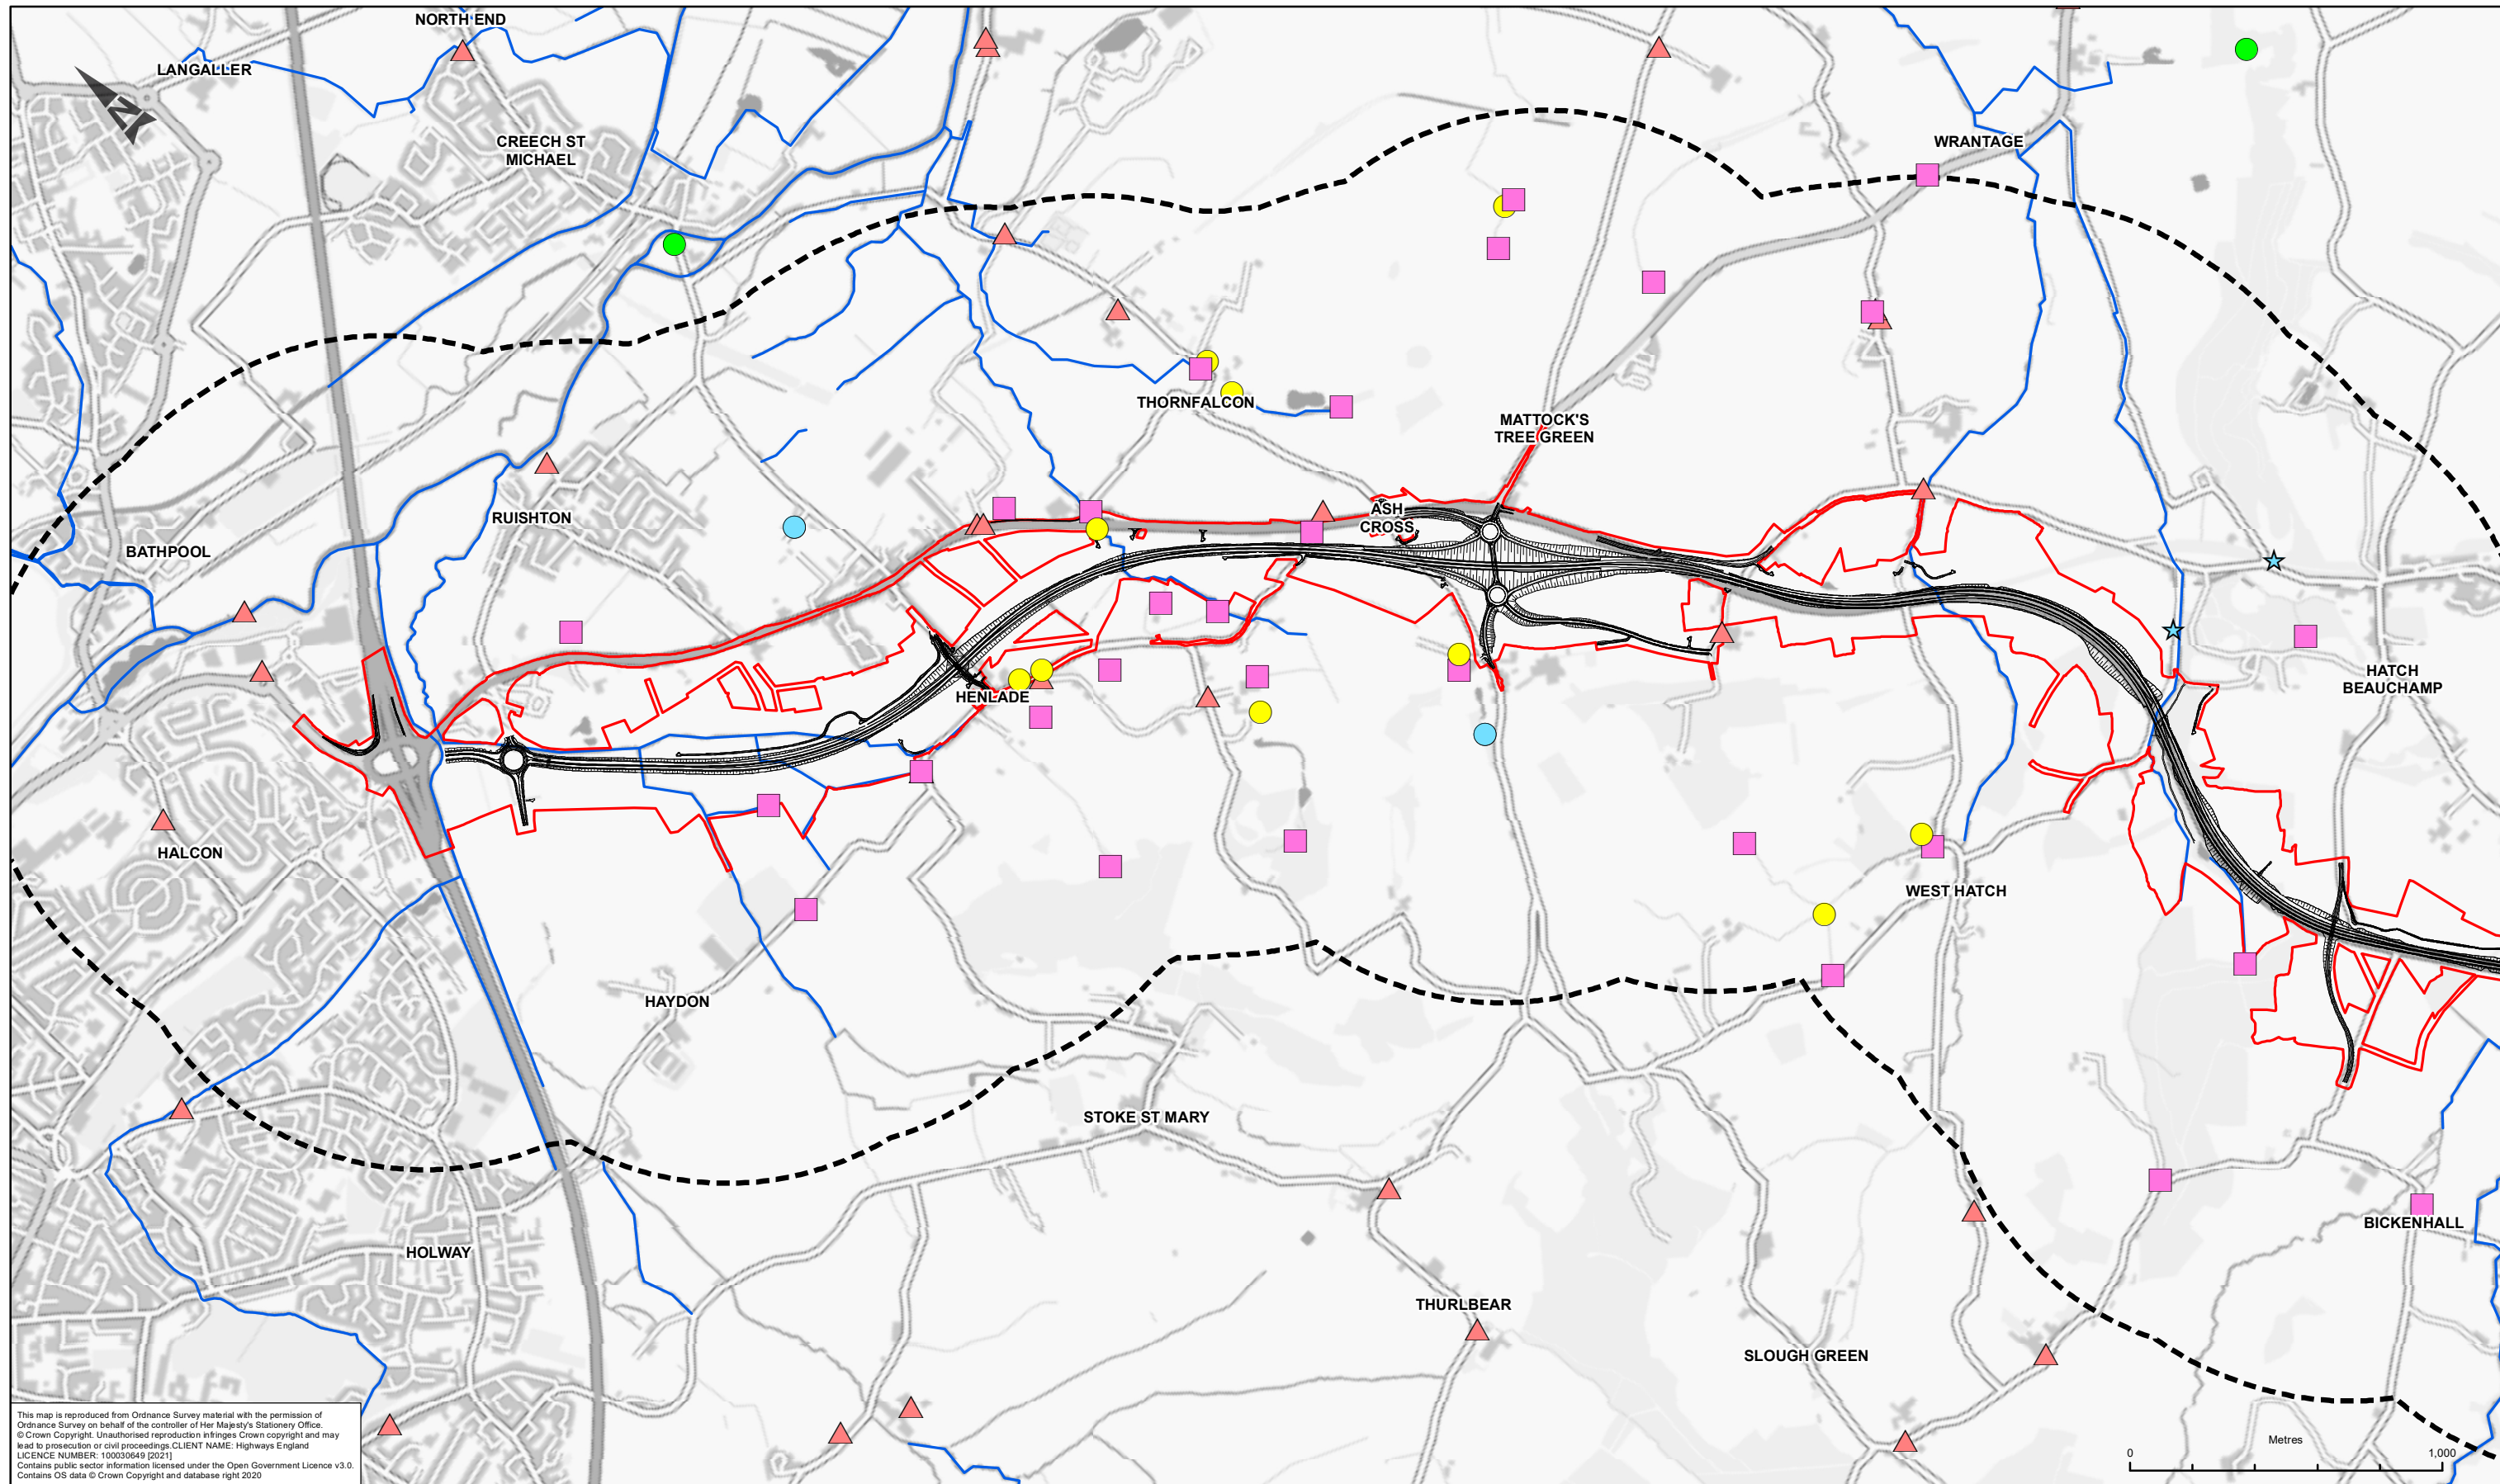 NORTH END
LANGALLER
N
CREECH ST
MICHAEL
WRANTAGE
THORNFALCON
MATTOCK'S
TREE GREEN
ASH
CROSS
RUISHTON
BATHPOOL
HATCH
BEAUCHAMP
HENLADE
HALCON
WEST HATCH
HAYDON
STOKE ST MARY
BICKENHALL
HOLWAY
THURLBEAR
SLOUGH GREEN
This map is reproduced from Ordnance Survey material with the permission of
Ordnance Survey on behalf of the controller of Her Majesty's Stationery Office.
© Crown Copyright. Unauthorised reproduction infringes Crown copyright and may
lead to prosecution or civil proceedings.CLIENT NAME: Highways England
LICENCE NUMBER: 100030649 [2021]
Contains public sector information licensed under the Open Government Licence v3.0.
Contains OS data © Crown Copyright and database right 2020
Metres
0 1,000